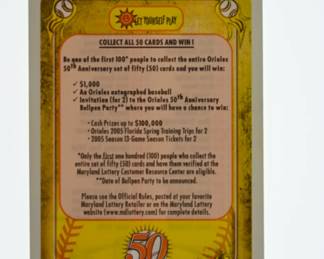 LET YOURSELF PLAY
COLLECT ALL 50 CARDS AND WIN!
Be one of the first 100* people to collect the entire Orioles
50th Anniversary set of fifty (50) cards and you will win:
✓ $1,000
✓ An Orioles autographed baseball
✓ Invitation (for 2) to the Orioles 50th Anniversary
Bullpen Party** where you will have a chance to win:
• Cash Prizes up to $100,000
• Orioles 2005 Florida Spring Training Trips for 2
• 2005 Season 13-Game Season Tickets for 2
*Only the first one hundred (100) people who collect the
entire set of fifty (50) cards and have them verified at the
Maryland Lottery Customer Resource Center are eligible.
**Date of Bullpen Party to be announced.
Please see the Official Rules, posted at your favorite
Maryland Lottery Retailer or on the Maryland Lottery
website (www.mdlottery.com) for complete details.
50